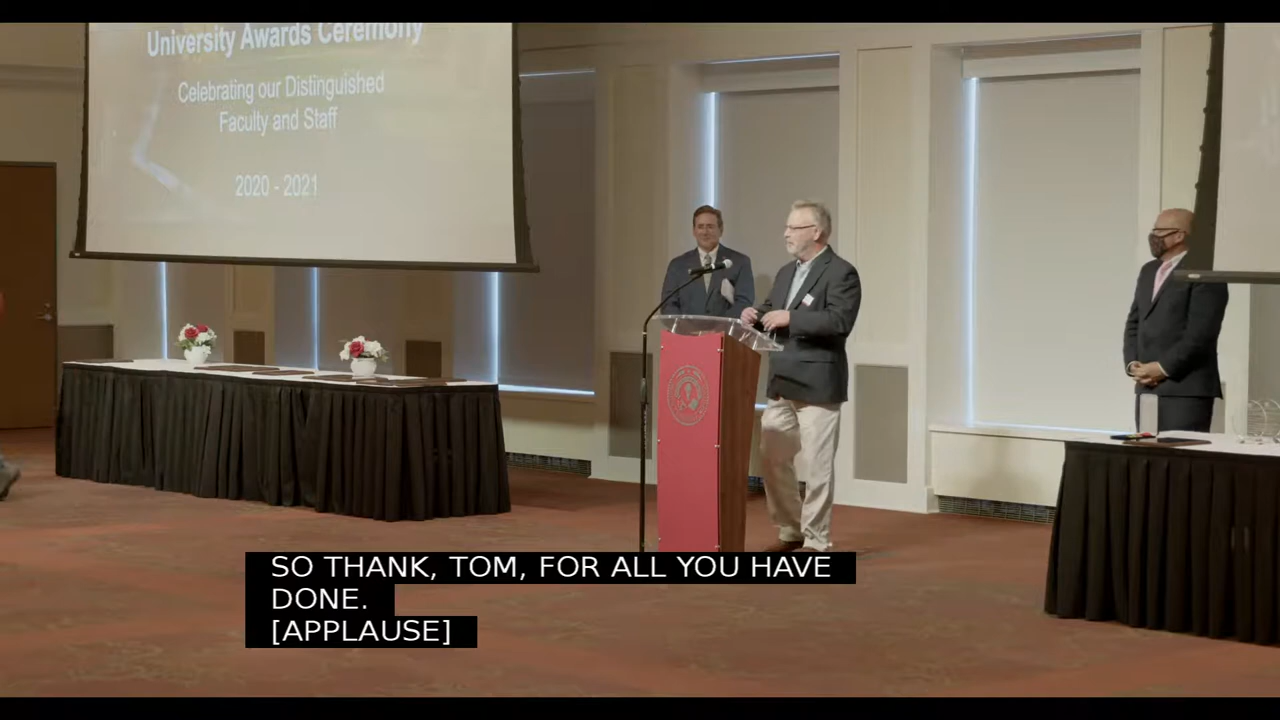 University Awards Ceremony
Celebrating our Distinguished
Faculty and Staff
2020 - 2021
SO THANK, TOM, FOR ALL YOU HAVE
DONE.
[APPLAUSE]